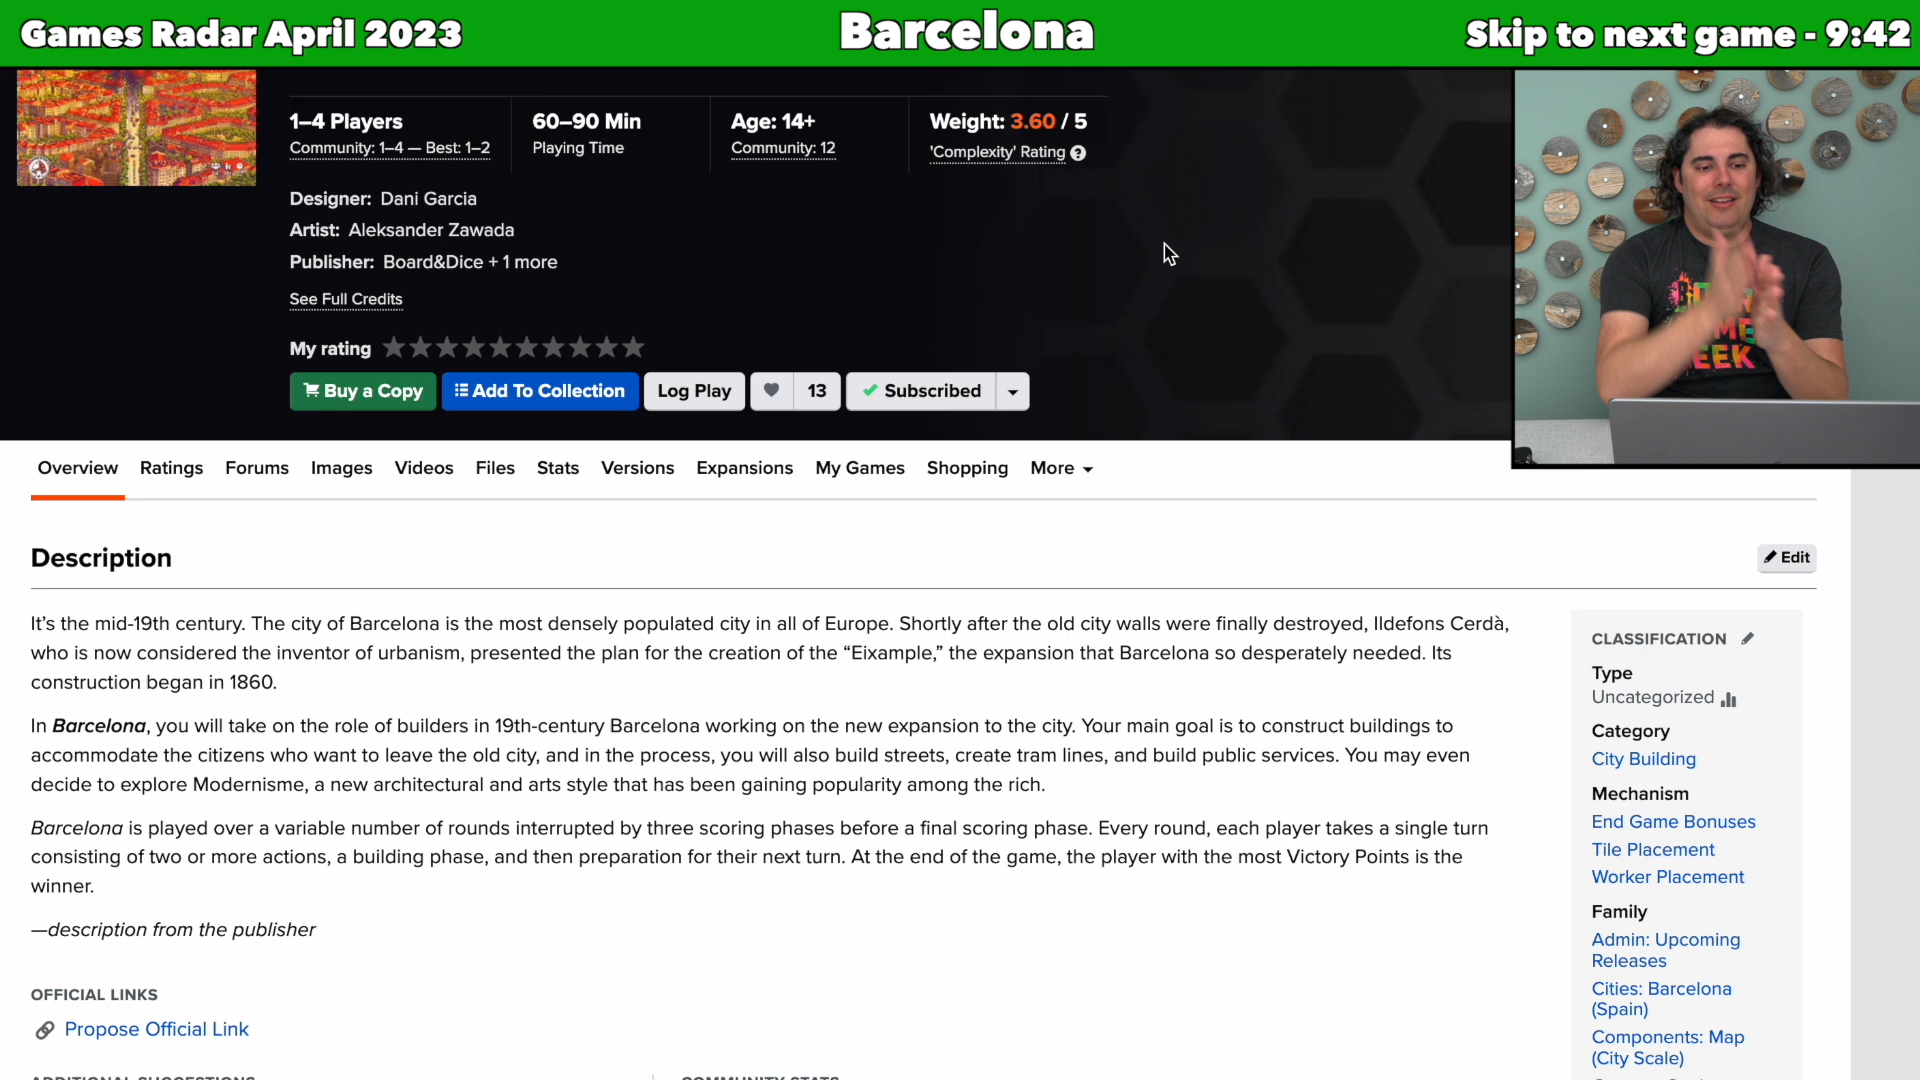 Games Radar April 2023
Barcelona
Skip to next game - 9:42
1–4 Players
Community: 1–4 — Best: 1–2
60–90 Min
Playing Time
Age: 14+
Community: 12
Weight: 3.60 / 5
'Complexity' Rating ?
Designer: Dani Garcia
Artist: Aleksander Zawada
Publisher: Board&Dice + 1 more
See Full Credits
My rating
Buy a Copy
Add To Collection
Log Play
13
Subscribed
Overview
Ratings
Forums
Images
Videos
Files
Stats
Versions
Expansions
My Games
Shopping
More
Description
Edit
It's the mid-19th century. The city of Barcelona is the most densely populated city in all of Europe. Shortly after the old city walls were finally destroyed, Ildefons Cerdà,
who is now considered the inventor of urbanism, presented the plan for the creation of the “Eixample,” the expansion that Barcelona so desperately needed. Its
construction began in 1860.
In Barcelona, you will take on the role of builders in 19th-century Barcelona working on the new expansion to the city. Your main goal is to construct buildings to
accommodate the citizens who want to leave the old city, and in the process, you will also build streets, create tram lines, and build public services. You may even
decide to explore Modernisme, a new architectural and arts style that has been gaining popularity among the rich.
Barcelona is played over a variable number of rounds interrupted by three scoring phases before a final scoring phase. Every round, each player takes a single turn
consisting of two or more actions, a building phase, and then preparation for their next turn. At the end of the game, the player with the most Victory Points is the
winner.
—description from the publisher
OFFICIAL LINKS
Propose Official Link
CLASSIFICATION
Type
Uncategorized
Category
City Building
Mechanism
End Game Bonuses
Tile Placement
Worker Placement
Family
Admin: Upcoming
Releases
Cities: Barcelona
(Spain)
Components: Map
(City Scale)
ADDITIONAL SUGGESTIONS
COMMUNITY STATS